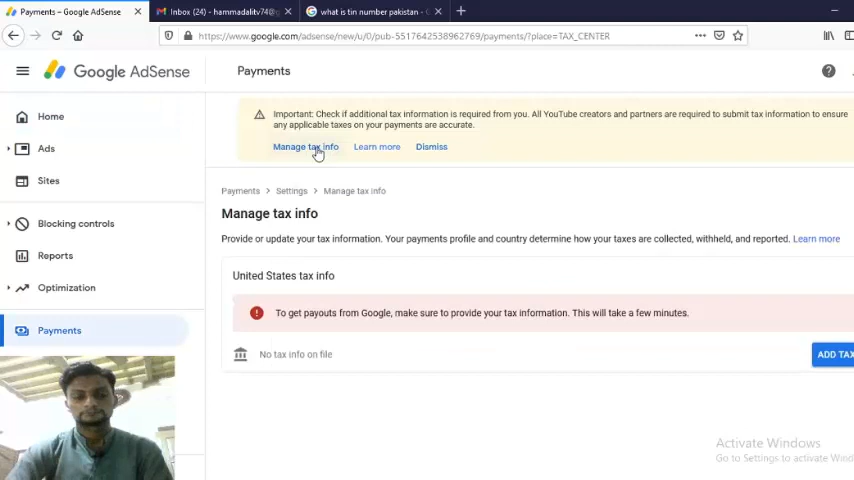 Payments – Google AdSense
Inbox (24) - hammadalitv74@g
what is tin number pakistan - G
https://www.google.com/adsense/new/u/0/pub-5517642538962769/payments/?place=TAX_CENTER
Google AdSense
Payments
Important: Check if additional tax information is required from you. All YouTube creators and partners are required to submit tax information to ensure
any applicable taxes on your payments are accurate.
Manage tax info Learn more Dismiss
Home
Ads
Sites
Blocking controls
Reports
Optimization
Payments
Payments > Settings > Manage tax info
Manage tax info
Provide or update your tax information. Your payments profile and country determine how your taxes are collected, withheld, and reported. Learn more
United States tax info
To get payouts from Google, make sure to provide your tax information. This will take a few minutes.
No tax info on file
ADD TAX
Activate Windows
Go to Settings to activate Wind